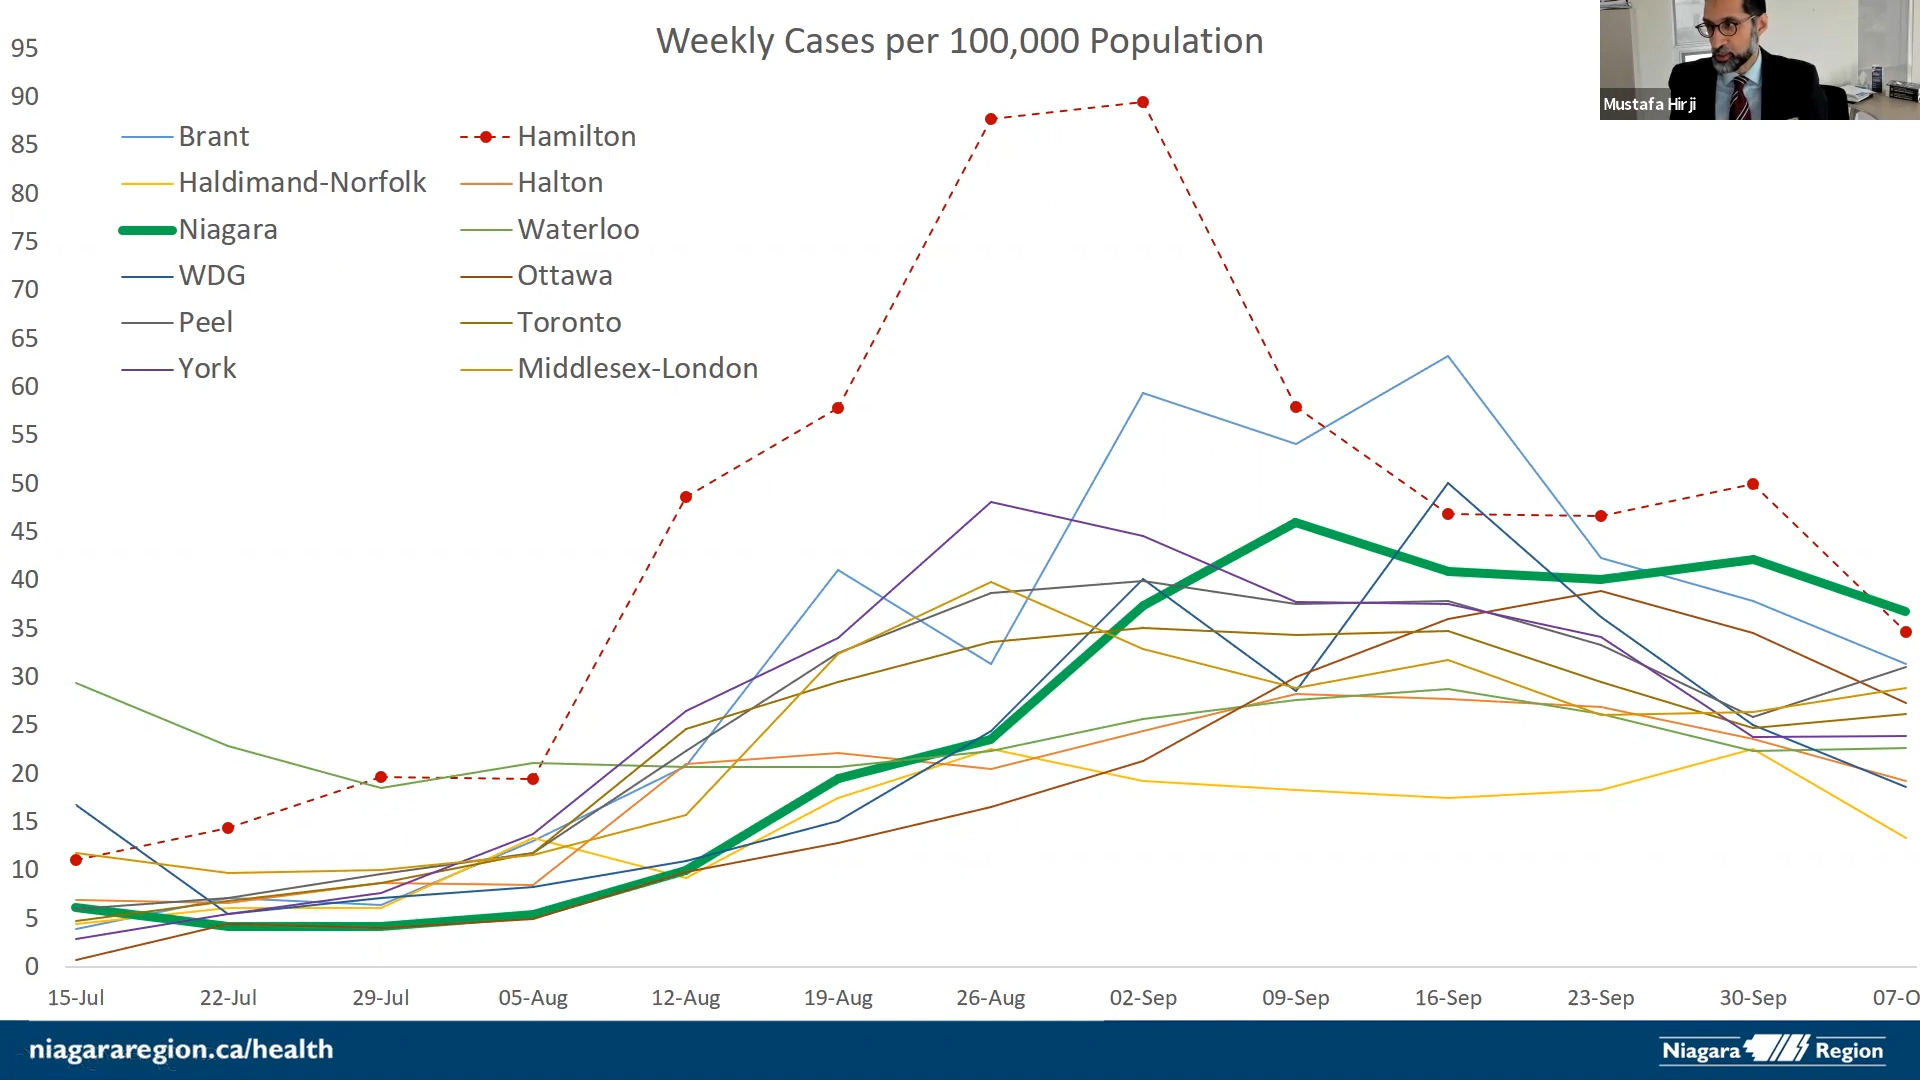 Weekly Cases per 100,000 Population
Mustafa Hirji
95
90
85
80
75
70
65
60
55
50
45
40
35
30
25
20
15
10
5
0
Brant
Hamilton
Haldimand-Norfolk
Halton
Niagara
Waterloo
WDG
Ottawa
Peel
Toronto
York
Middlesex-London
15-Jul 22-Jul 29-Jul 05-Aug 12-Aug 19-Aug 26-Aug 02-Sep 09-Sep 16-Sep 23-Sep 30-Sep 07-O
niagararegion.ca/health
Niagara Region